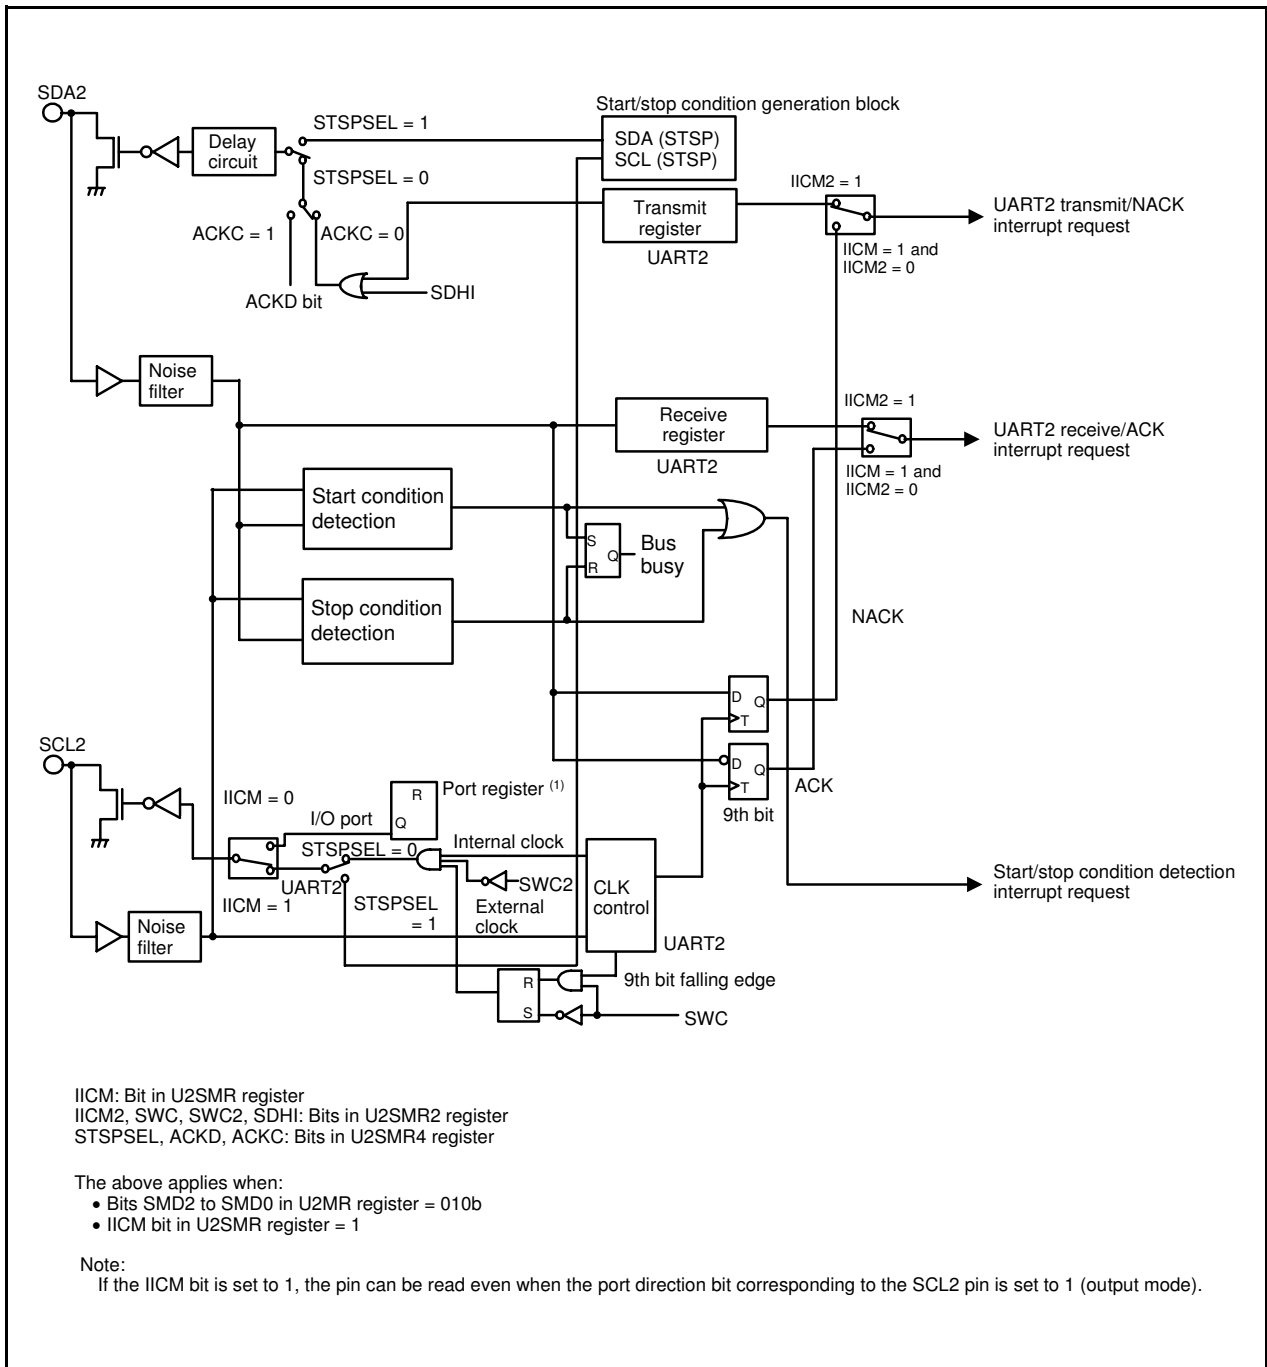 SDA2
Start/stop condition generation block
STSPSEL = 1
SDA (STSP)
SCL (STSP)
Delay
circuit
STSPSEL = 0
IICM2 = 1
Transmit
register
UART2
UART2 transmit/NACK
interrupt request
ACKC = 1
ACKC = 0
IICM = 1 and
IICM2 = 0
SDHI
ACKD bit
Noise
filter
IICM2 = 1
Receive
register
UART2
UART2 receive/ACK
interrupt request
IICM = 1 and
IICM2 = 0
Start condition
detection
S
R
Q
Bus
busy
Stop condition
detection
NACK
D
Q
T
SCL2
D
Q
T
ACK
9th bit
IICM = 0
R
Q
Port register (1)
I/O port
STSPSEL = 0
Internal clock
UART2
SWC2
CLK
control
Start/stop condition detection
interrupt request
IICM = 1
STSPSEL
= 1
External
clock
Noise
filter
UART2
R
S
9th bit falling edge
SWC
IICM: Bit in U2SMR register
IICM2, SWC, SWC2, SDHI: Bits in U2SMR2 register
STSPSEL, ACKD, ACKC: Bits in U2SMR4 register
The above applies when:
• Bits SMD2 to SMD0 in U2MR register = 010b
• IICM bit in U2SMR register = 1
Note:
If the IICM bit is set to 1, the pin can be read even when the port direction bit corresponding to the SCL2 pin is set to 1 (output mode).